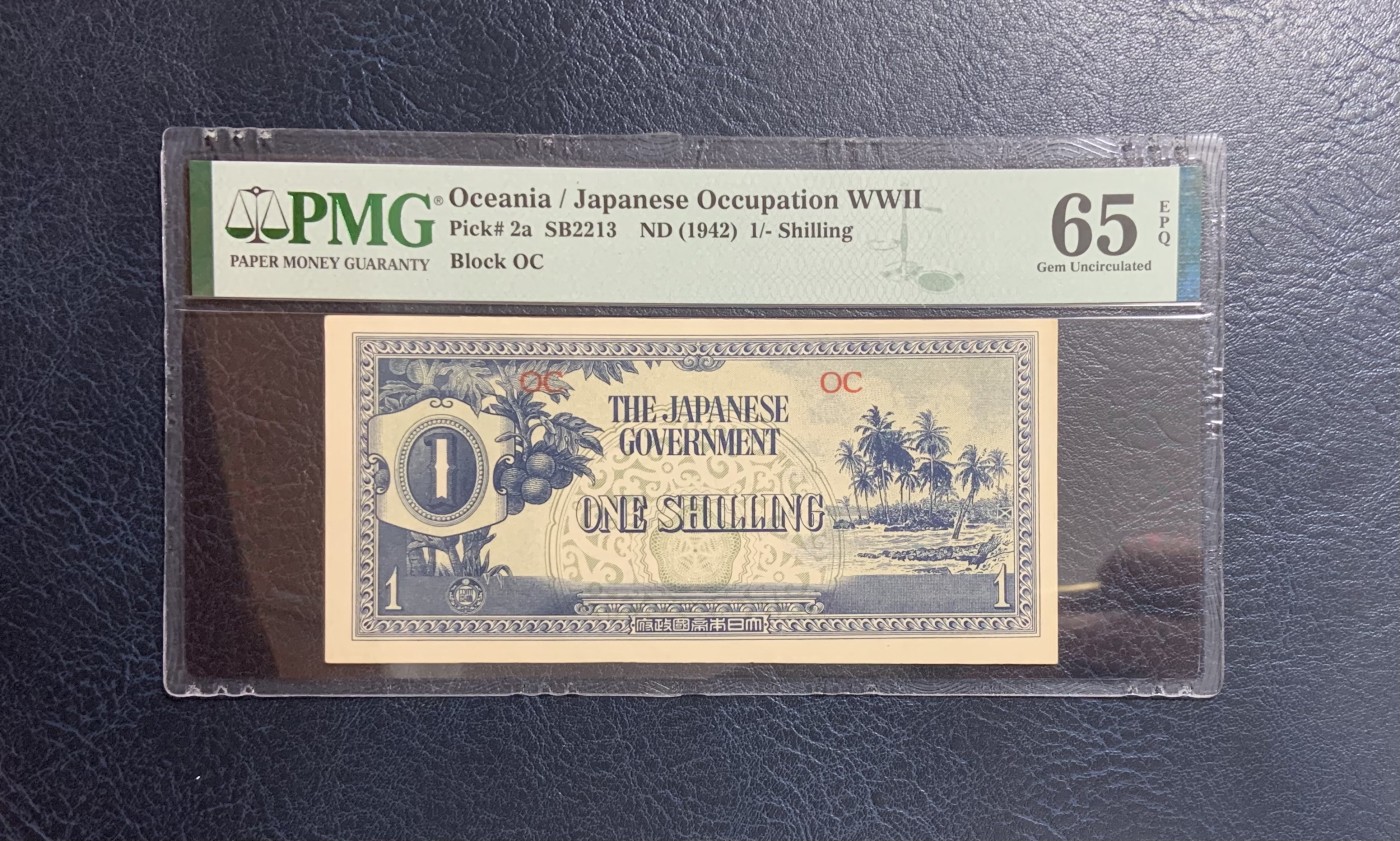 PMG®
PAPER MONEY GUARANTY
Oceania / Japanese Occupation WWII
Pick# 2a SB2213 ND (1942) 1/- Shilling
Block OC
65
EPQ
Gem Uncirculated
OC OC
THE JAPANESE
GOVERNMENT
1
ONE SHILLING
1 1
府政國帝本日大